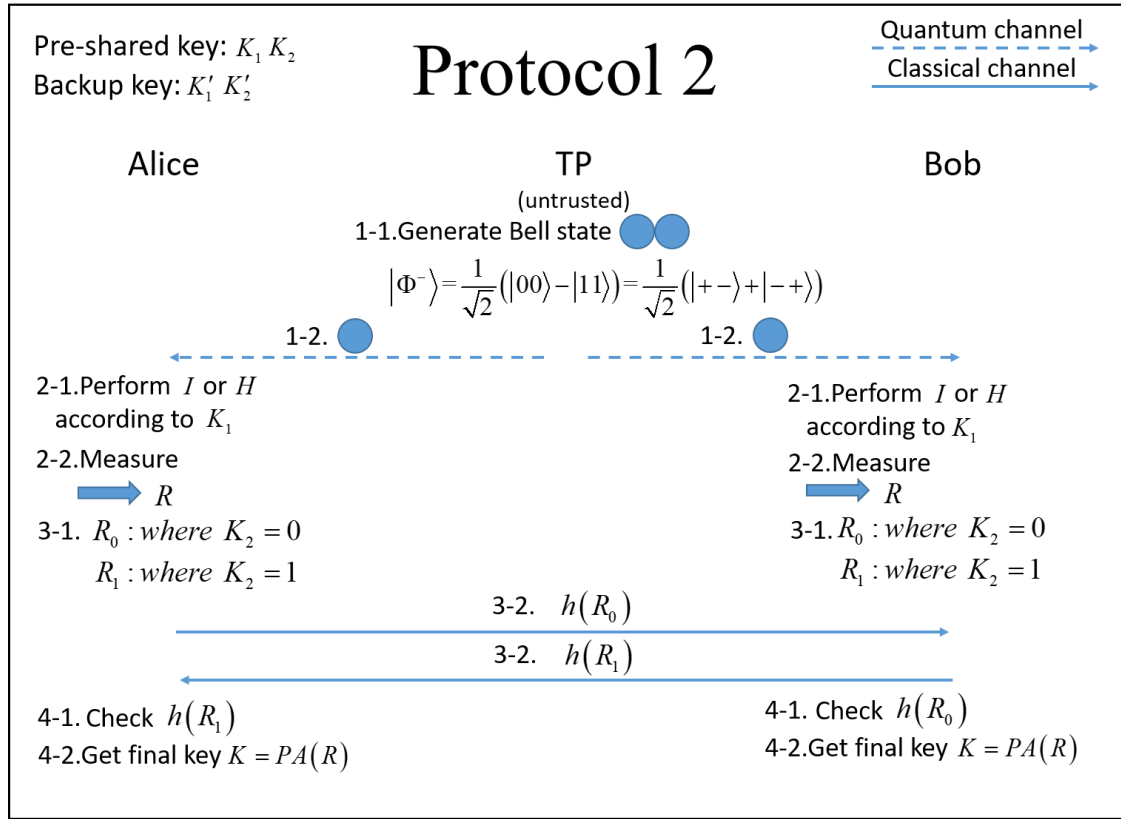 Pre-shared key: K₁ K₂
Backup key: K′₁ K′₂
Protocol 2
Quantum channel
Classical channel
Alice
TP
Bob
(untrusted)
1-1.Generate Bell state
|Φ⁻⟩=1/√2(|00⟩−|11⟩)=1/√2(|+−⟩+|−+⟩)
1-2.
1-2.
2-1.Perform I or H
according to K₁
2-2.Measure
R
3-1. R₀ : where K₂ = 0
R₁ : where K₂ = 1
2-1.Perform I or H
according to K₁
2-2.Measure
R
3-1. R₀ : where K₂ = 0
R₁ : where K₂ = 1
3-2. h(R₀)
3-2. h(R₁)
4-1. Check h(R₁)
4-2.Get final key K = PA(R)
4-1. Check h(R₀)
4-2.Get final key K = PA(R)